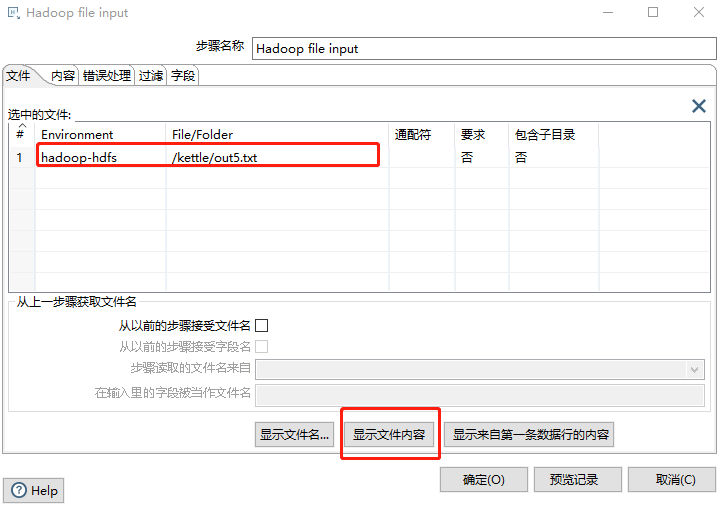 Hadoop file input
步骤名称 Hadoop file input
文件 内容 错误处理 过滤 字段
选中的文件:
# Environment File/Folder 通配符 要求 包含子目录
1 hadoop-hdfs /kettle/out5.txt 否 否
从上一步骤获取文件名
从以前的步骤接受文件名
从以前的步骤接受字段名
步骤读取的文件名来自
在输入里的字段被当作文件名
显示文件名... 显示文件内容 显示来自第一条数据行的内容
确定(O) 预览记录 取消(C)
Help